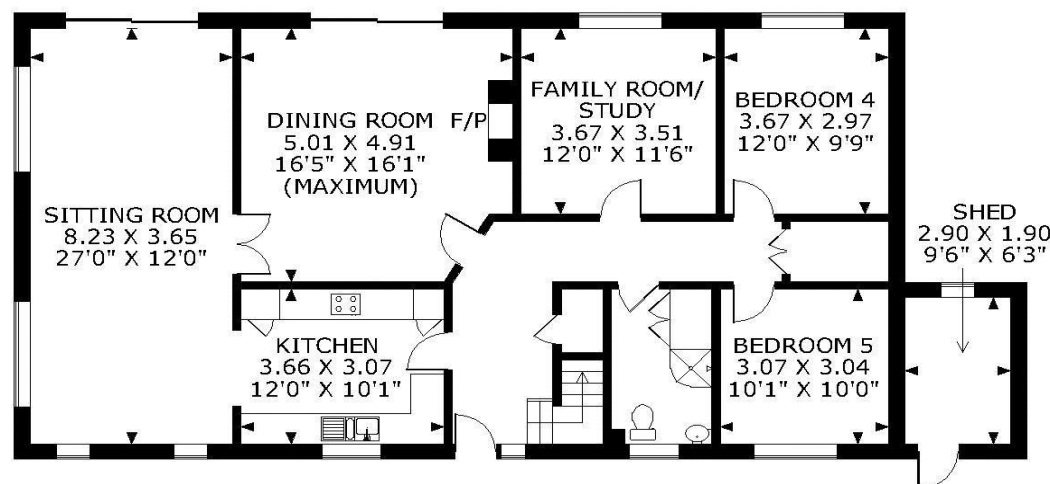 FAMILY ROOM/
STUDY
3.67 X 3.51
12'0" X 11'6"
BEDROOM 4
3.67 X 2.97
12'0" X 9'9"
DINING ROOM
5.01 X 4.91
16'5" X 16'1"
(MAXIMUM)
F/P
SITTING ROOM
8.23 X 3.65
27'0" X 12'0"
SHED
2.90 X 1.90
9'6" X 6'3"
KITCHEN
3.66 X 3.07
12'0" X 10'1"
BEDROOM 5
3.07 X 3.04
10'1" X 10'0"